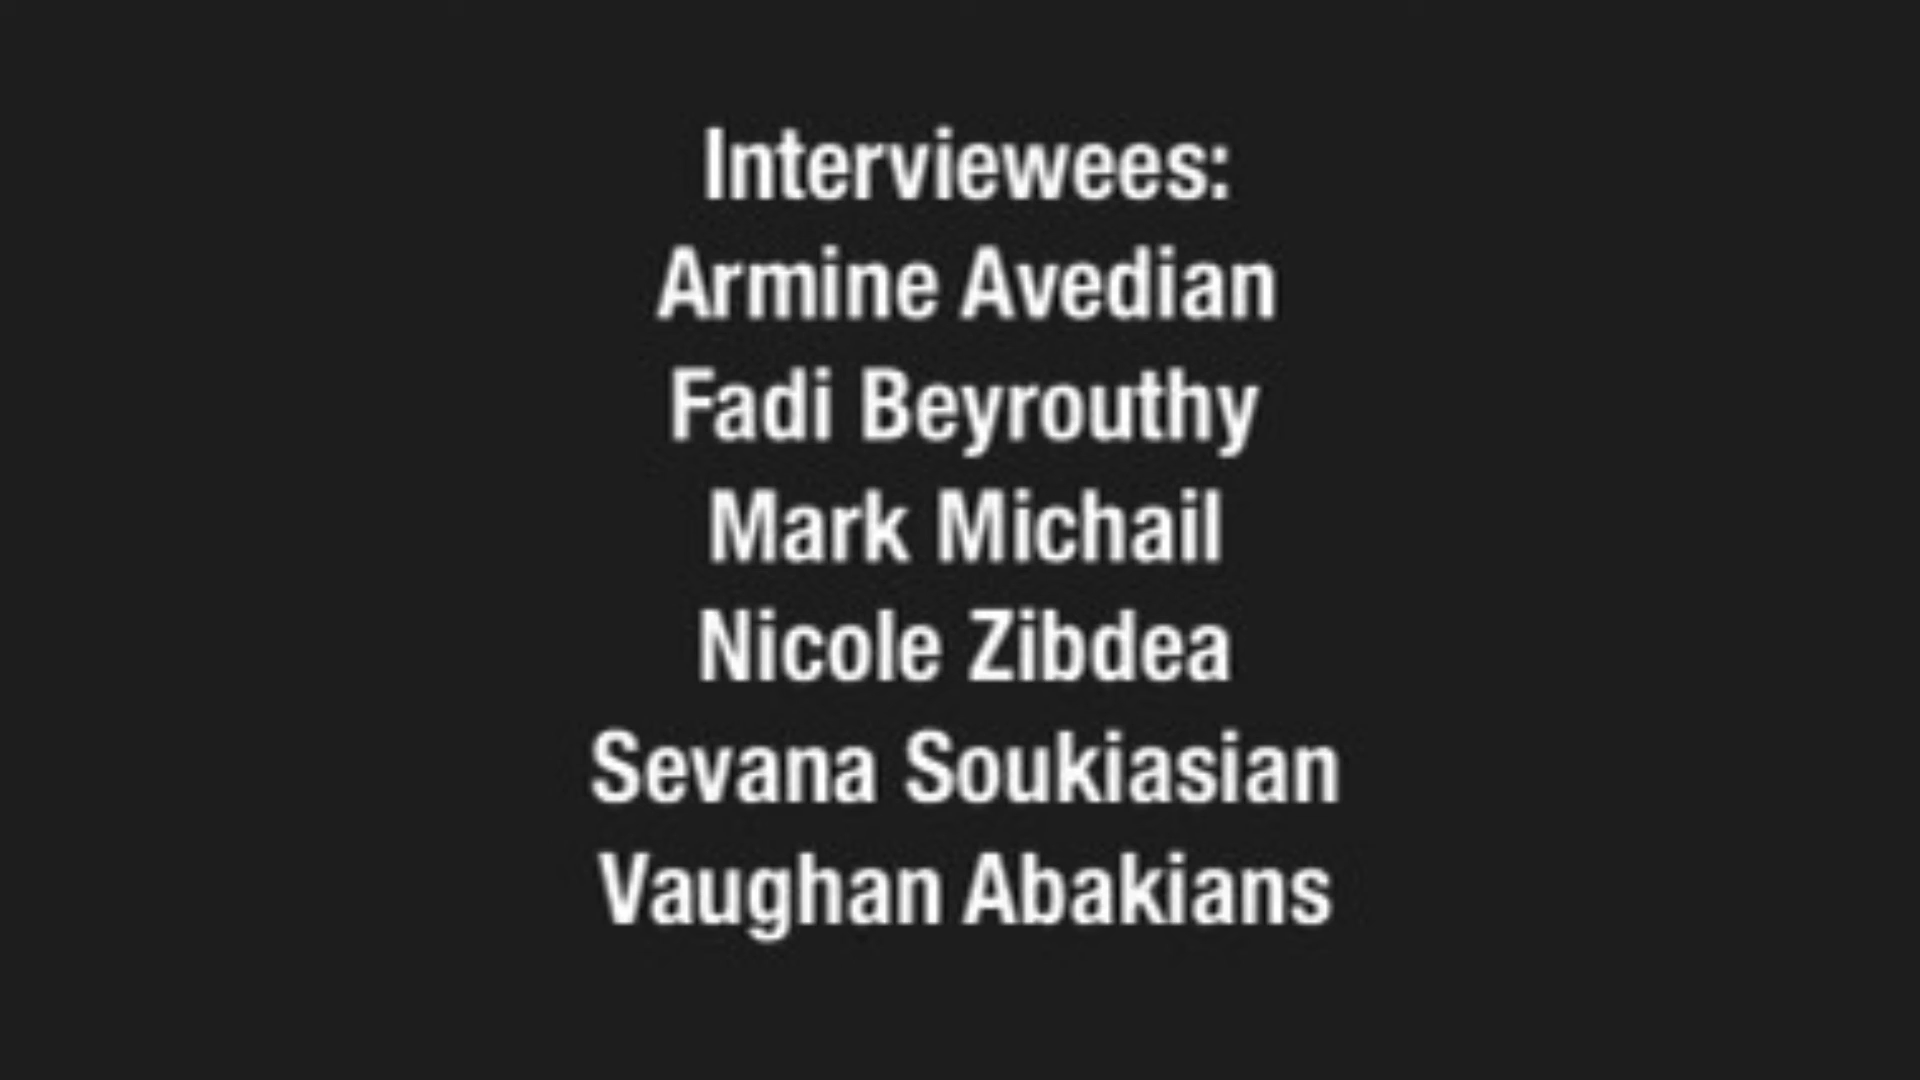 Interviewees:
Armine Avedian
Fadi Beyrouthy
Mark Michail
Nicole Zibdea
Sevana Soukiasian
Vaughan Abakians